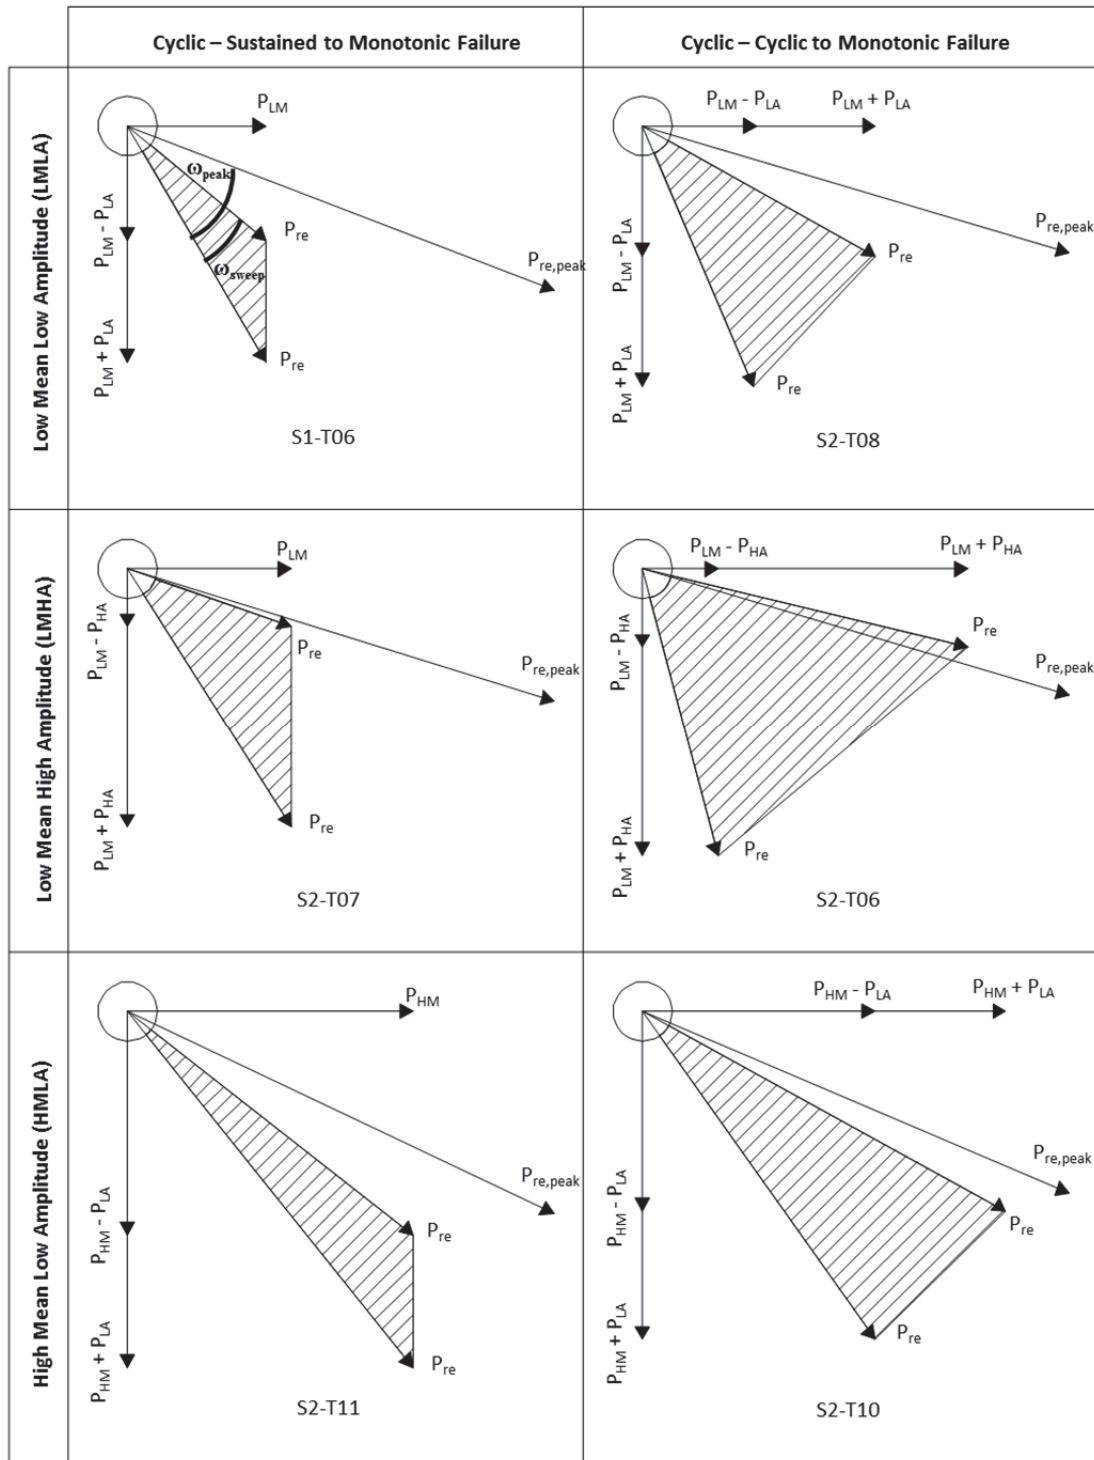 Cyclic – Sustained to Monotonic Failure
Cyclic – Cyclic to Monotonic Failure
Low Mean Low Amplitude (LMLA)
P_LM
ω_peak
P_LM - P_LA
P_re
ω_sweep
P_re,peak
P_LM + P_LA
P_re
S1-T06
P_LM - P_LA
P_LM + P_LA
P_LM - P_LA
P_re,peak
P_re
P_LM + P_LA
P_re
S2-T08
Low Mean High Amplitude (LMHA)
P_LM
P_LM - P_HA
P_re
P_re,peak
P_LM + P_HA
P_re
S2-T07
P_LM - P_HA
P_LM + P_HA
P_LM - P_HA
P_re
P_re,peak
P_LM + P_HA
P_re
S2-T06
High Mean Low Amplitude (HMLA)
P_HM
P_re,peak
P_HM - P_LA
P_re
P_HM + P_LA
P_re
S2-T11
P_HM - P_LA
P_HM + P_LA
P_re,peak
P_HM - P_LA
P_re
P_HM + P_LA
P_re
S2-T10